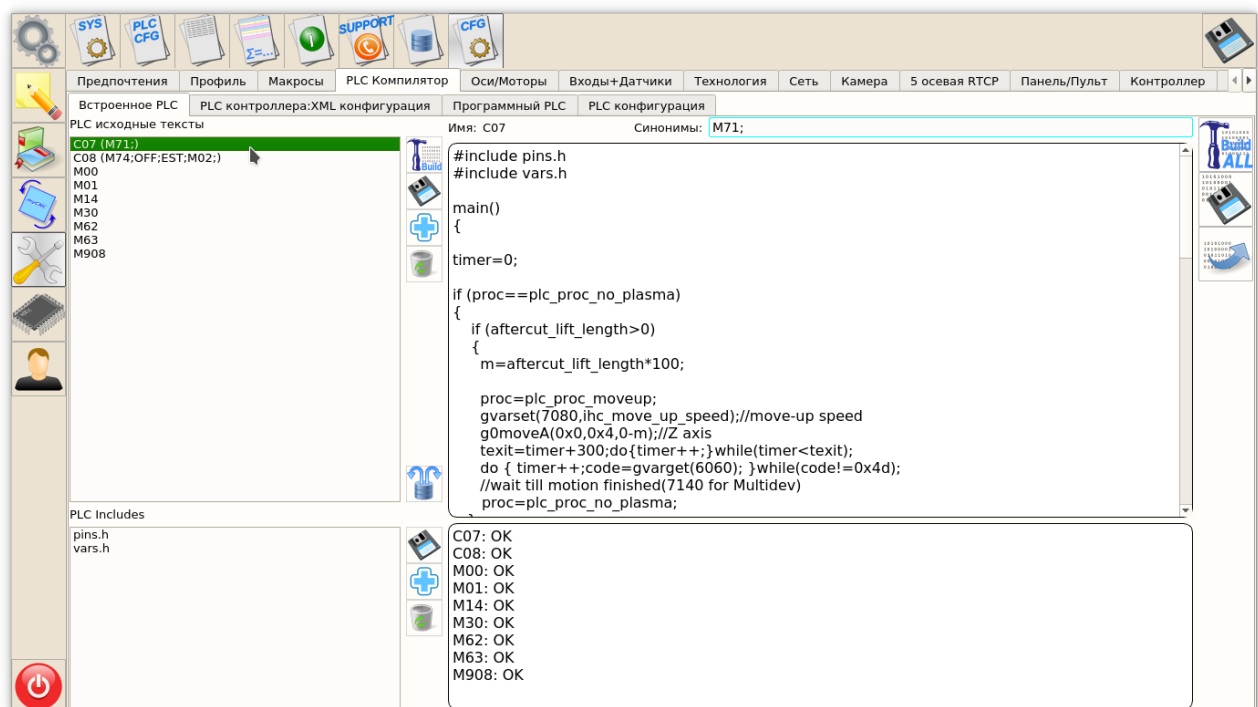 SYS
PLC CFG
Σ=...
SUPPORT
CFG
Предпочтения Профиль Макросы PLC Компилятор Оси/Моторы Входы+Датчики Технология Сеть Камера 5 осевая RTCP Панель/Пульт Контроллер
Встроенное PLC PLC контроллера:XML конфигурация Программный PLC PLC конфигурация
PLC исходные тексты
C07 (M71;)
C08 (M74;OFF;EST;M02;)
M00
M01
M14
M30
M62
M63
M908
Build
Имя: C07 Синонимы: M71;
#include pins.h
#include vars.h
main()
{
timer=0;
if (proc==plc_proc_no_plasma)
{
if (aftercut_lift_length>0)
{
m=aftercut_lift_length*100;
proc=plc_proc_moveup;
gvarset(7080,ihc_move_up_speed);//move-up speed
g0moveA(0x0,0x4,0-m);//Z axis
texit=timer+300;do{timer++;}while(timer<texit);
do { timer++;code=gvarget(6060); }while(code!=0x4d);
//wait till motion finished(7140 for Multidev)
proc=plc_proc_no_plasma;
Build ALL
myCNC
PLC Includes
pins.h
vars.h
C07: OK
C08: OK
M00: OK
M01: OK
M14: OK
M30: OK
M62: OK
M63: OK
M908: OK